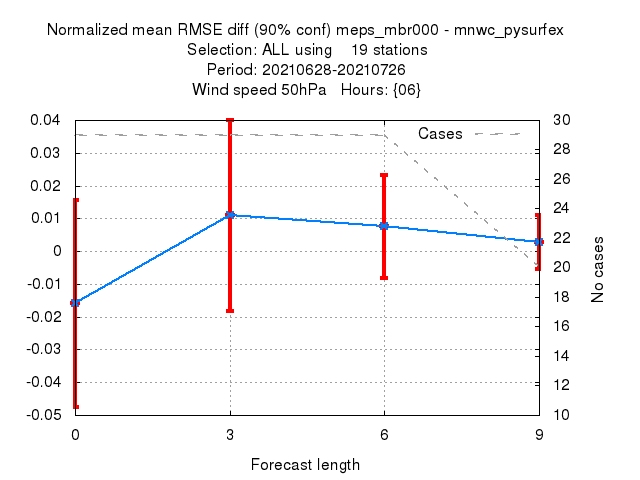 Normalized mean RMSE diff (90% conf) meps_mbr000 - mnwc_pysurfex
Selection: ALL using    19 stations
Period: 20210628-20210726
Wind speed 50hPa   Hours: {06}
Cases
0.04
0.03
0.02
0.01
0
-0.01
-0.02
-0.03
-0.04
-0.05
30
28
26
24
22
20
18
16
14
12
10
No cases
0 3 6 9
Forecast length